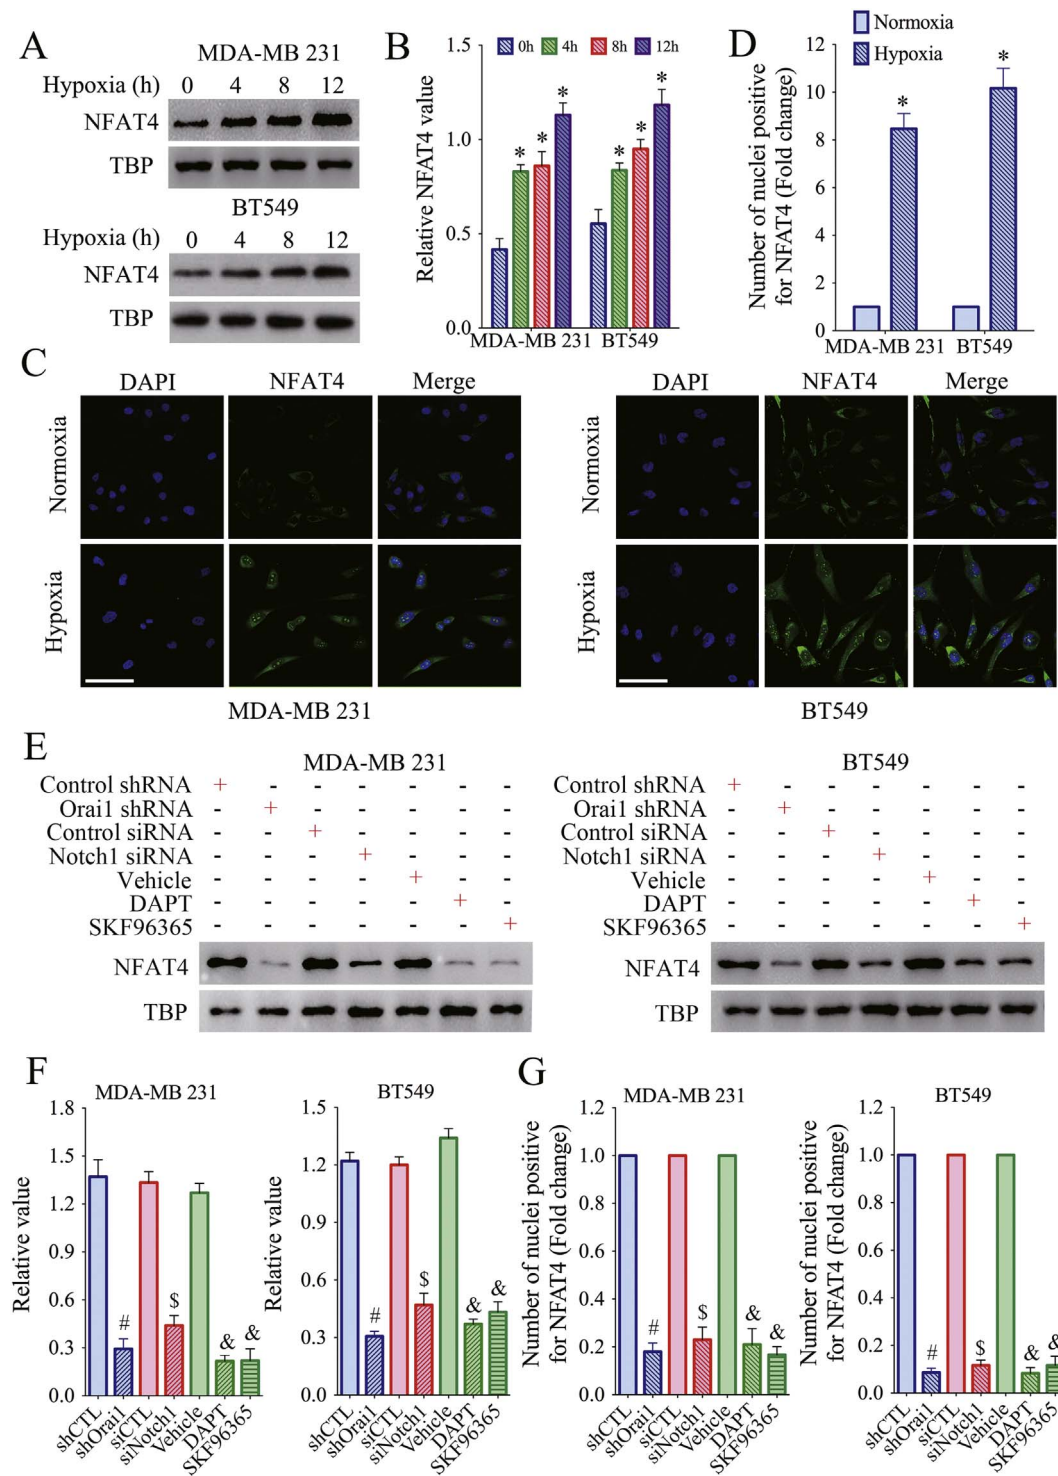 A
MDA-MB 231
Hypoxia (h) 0 4 8 12
NFAT4
TBP
BT549
Hypoxia (h) 0 4 8 12
NFAT4
TBP
B
0h 4h 8h 12h
Relative NFAT4 value
1.5
1.0
0.5
0.0
* * * * * *
MDA-MB 231 BT549
D
Normoxia
Hypoxia
Number of nuclei positive
for NFAT4 (Fold change)
12
10
8
6
4
2
0
* *
MDA-MB 231 BT549
C
DAPI NFAT4 Merge
Normoxia
Hypoxia
MDA-MB 231
DAPI NFAT4 Merge
Normoxia
Hypoxia
BT549
E
MDA-MB 231
Control shRNA + - - - - - -
Orai1 shRNA - + - - - - -
Control siRNA - - + - - - -
Notch1 siRNA - - - + - - -
Vehicle - - - - + - -
DAPT - - - - - + -
SKF96365 - - - - - - +
NFAT4
TBP
BT549
Control shRNA + - - - - - -
Orai1 shRNA - + - - - - -
Control siRNA - - + - - - -
Notch1 siRNA - - - + - - -
Vehicle - - - - + - -
DAPT - - - - - + -
SKF96365 - - - - - - +
NFAT4
TBP
F
MDA-MB 231
Relative value
1.8
1.5
1.2
0.9
0.6
0.3
0.0
# $ & &
shCTL shOrai1 siCTL siNotch1 Vehicle DAPT SKF96365
BT549
Relative value
1.5
1.2
0.9
0.6
0.3
0.0
# $ & &
shCTL shOrai1 siCTL siNotch1 Vehicle DAPT SKF96365
G
MDA-MB 231
Number of nuclei positive
for NFAT4 (Fold change)
1.2
1.0
0.8
0.6
0.4
0.2
0.0
# $ & &
shCTL shOrai1 siCTL siNotch1 Vehicle DAPT SKF96365
BT549
Number of nuclei positive
for NFAT4 (Fold change)
1.2
1.0
0.8
0.6
0.4
0.2
0.0
# $ & &
shCTL shOrai1 siCTL siNotch1 Vehicle DAPT SKF96365